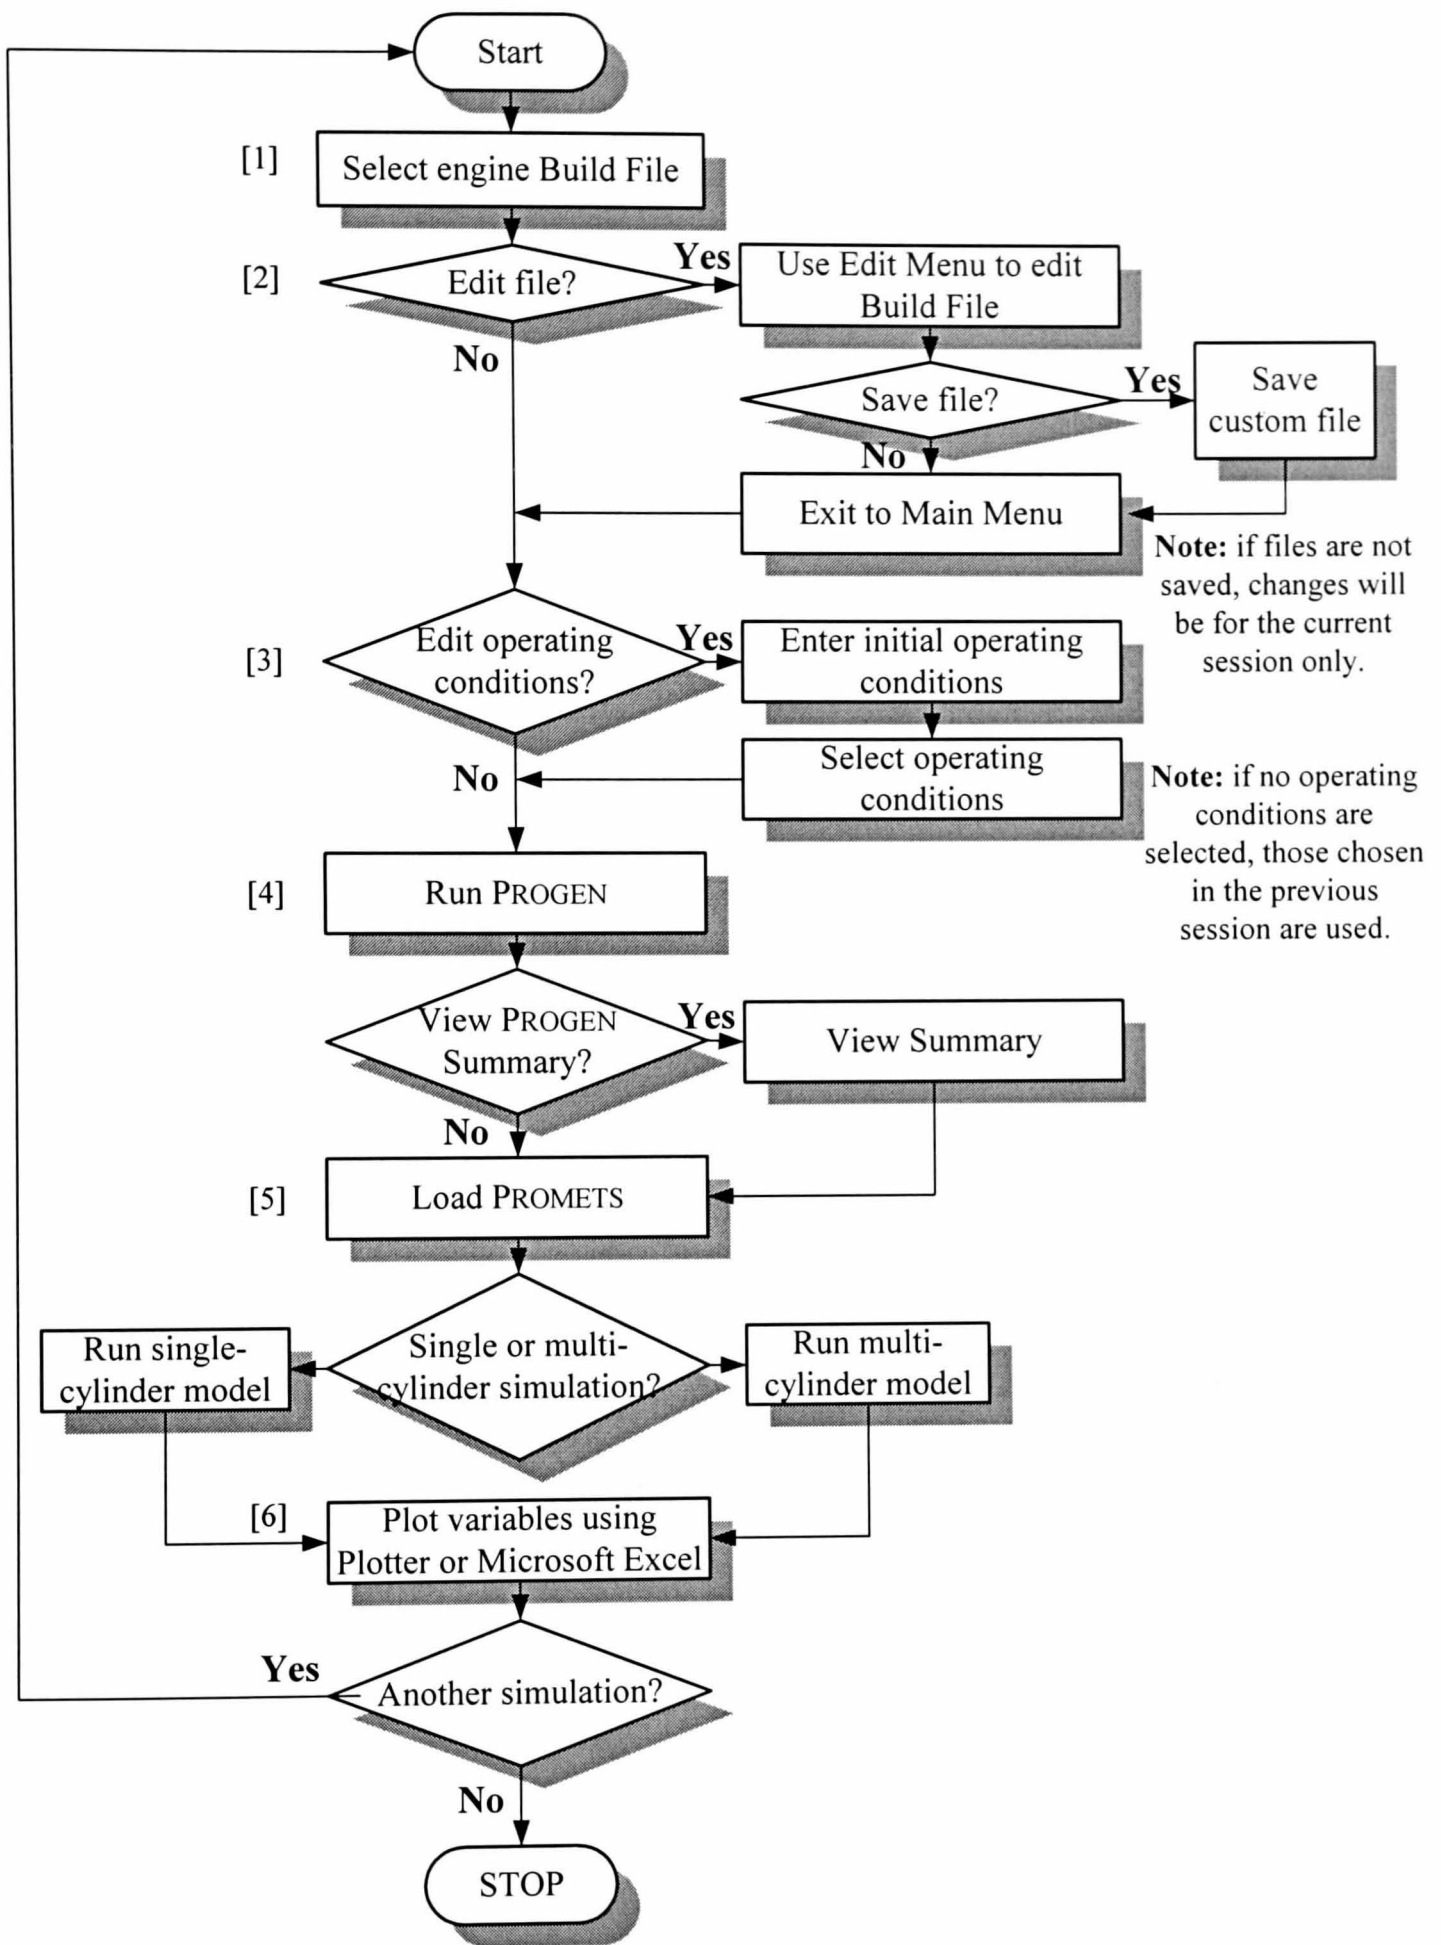 Start
[1]
Select engine Build File
[2]
Edit file?
Yes
Use Edit Menu to edit
Build File
No
Save file?
Yes
Save
custom file
No
Exit to Main Menu
Note: if files are not
saved, changes will
be for the current
session only.
[3]
Edit operating
conditions?
Yes
Enter initial operating
conditions
No
Select operating
conditions
Note: if no operating
conditions are
selected, those chosen
in the previous
session are used.
[4]
Run PROGEN
View PROGEN
Summary?
Yes
View Summary
No
[5]
Load PROMETS
Run single-
cylinder model
Single or multi-
cylinder simulation?
Run multi-
cylinder model
[6]
Plot variables using
Plotter or Microsoft Excel
Yes
Another simulation?
No
STOP